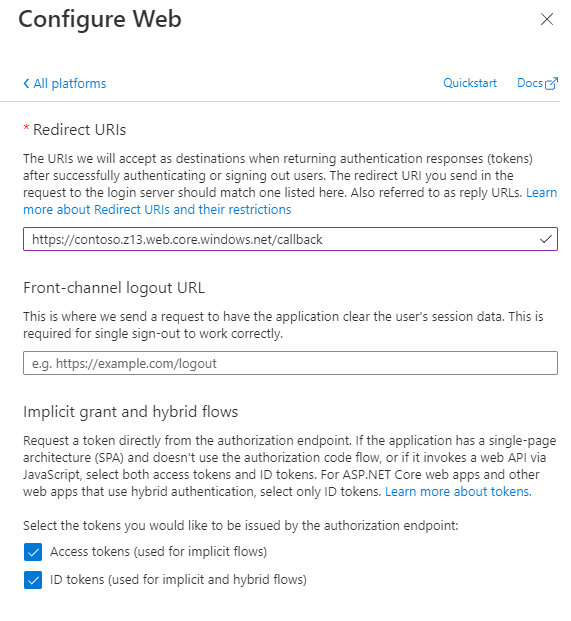 Configure Web
All platforms
Quickstart
Docs
* Redirect URIs
The URIs we will accept as destinations when returning authentication responses (tokens)
after successfully authenticating or signing out users. The redirect URI you send in the
request to the login server should match one listed here. Also referred to as reply URLs. Learn
more about Redirect URIs and their restrictions
https://contoso.z13.web.core.windows.net/callback
Front-channel logout URL
This is where we send a request to have the application clear the user's session data. This is
required for single sign-out to work correctly.
e.g. https://example.com/logout
Implicit grant and hybrid flows
Request a token directly from the authorization endpoint. If the application has a single-page
architecture (SPA) and doesn't use the authorization code flow, or if it invokes a web API via
JavaScript, select both access tokens and ID tokens. For ASP.NET Core web apps and other
web apps that use hybrid authentication, select only ID tokens. Learn more about tokens.
Select the tokens you would like to be issued by the authorization endpoint:
Access tokens (used for implicit flows)
ID tokens (used for implicit and hybrid flows)